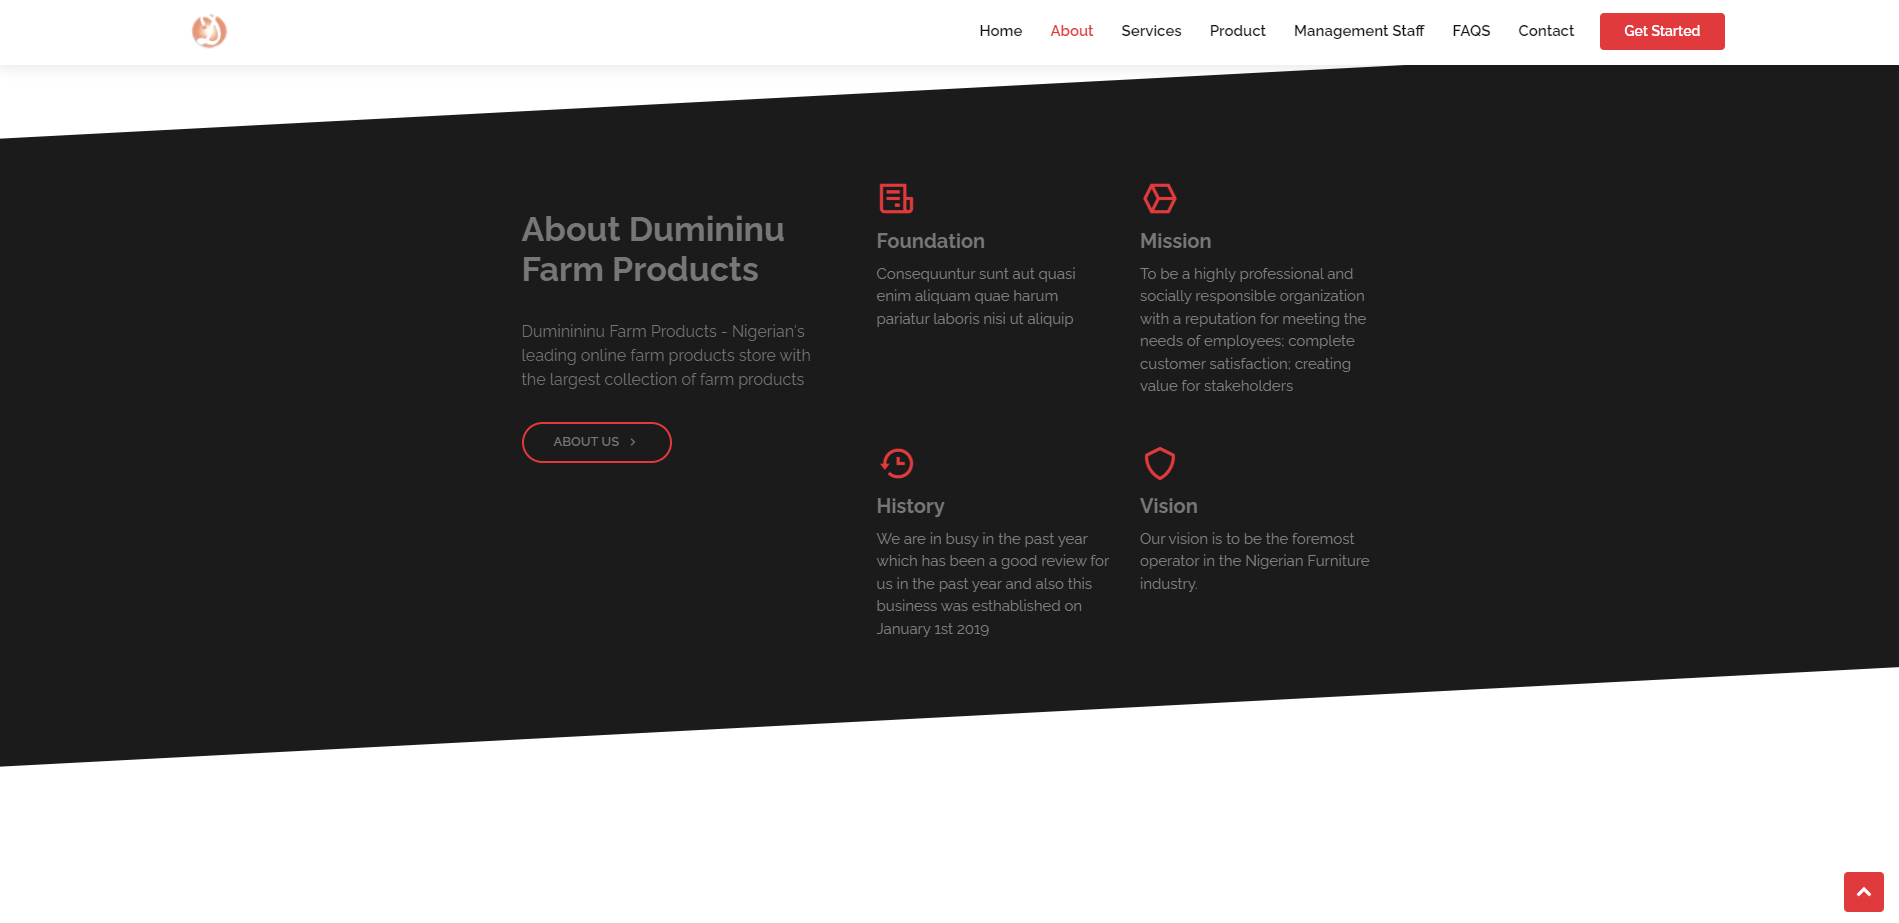 Home
About
Services
Product
Management Staff
FAQS
Contact
Get Started
About Dumininu
Farm Products
Duminininu Farm Products - Nigerian's
leading online farm products store with
the largest collection of farm products
ABOUT US
Foundation
Consequuntur sunt aut quasi
enim aliquam quae harum
pariatur laboris nisi ut aliquip
Mission
To be a highly professional and
socially responsible organization
with a reputation for meeting the
needs of employees; complete
customer satisfaction; creating
value for stakeholders
History
We are in busy in the past year
which has been a good review for
us in the past year and also this
business was esthablished on
January 1st 2019
Vision
Our vision is to be the foremost
operator in the Nigerian Furniture
industry.